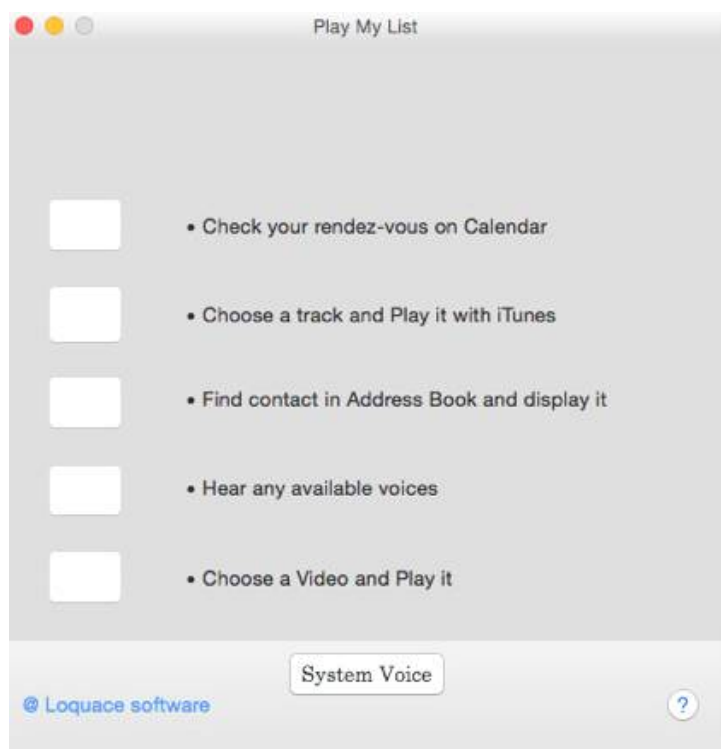 Play My List
• Check your rendez-vous on Calendar
• Choose a track and Play it with iTunes
• Find contact in Address Book and display it
• Hear any available voices
• Choose a Video and Play it
System Voice
@ Loquace software
?